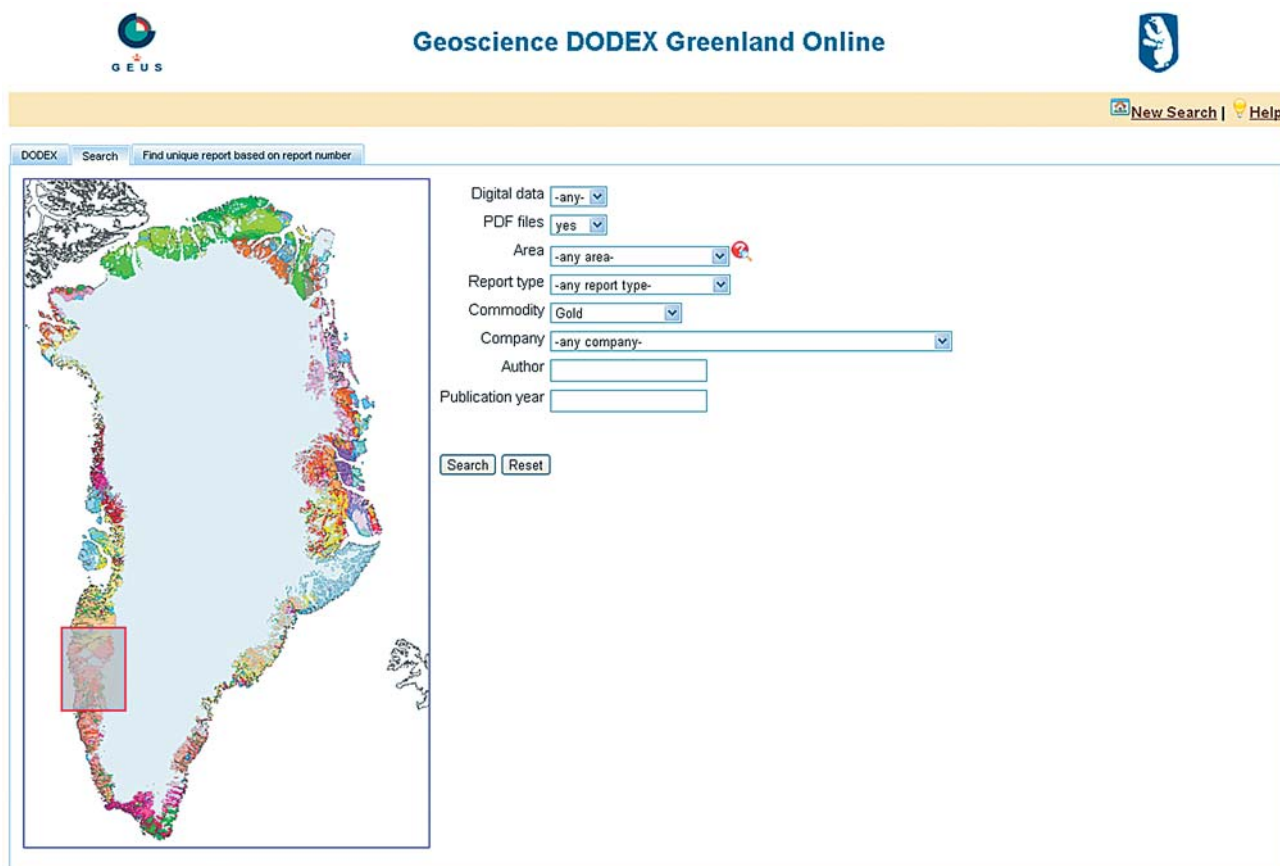 GEUS
Geoscience DODEX Greenland Online
New Search | Help
DODEX Search Find unique report based on report number
Digital data -any-
PDF files yes
Area -any area-
Report type -any report type-
Commodity Gold
Company -any company-
Author
Publication year
Search Reset